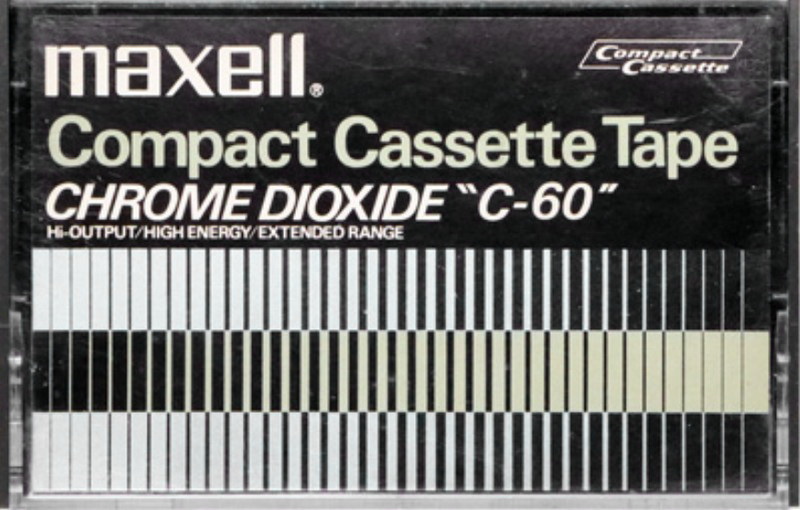 maxell®
Compact
Cassette
Compact Cassette Tape
CHROME DIOXIDE "C-60"
Hi-OUTPUT/HIGH ENERGY/EXTENDED RANGE